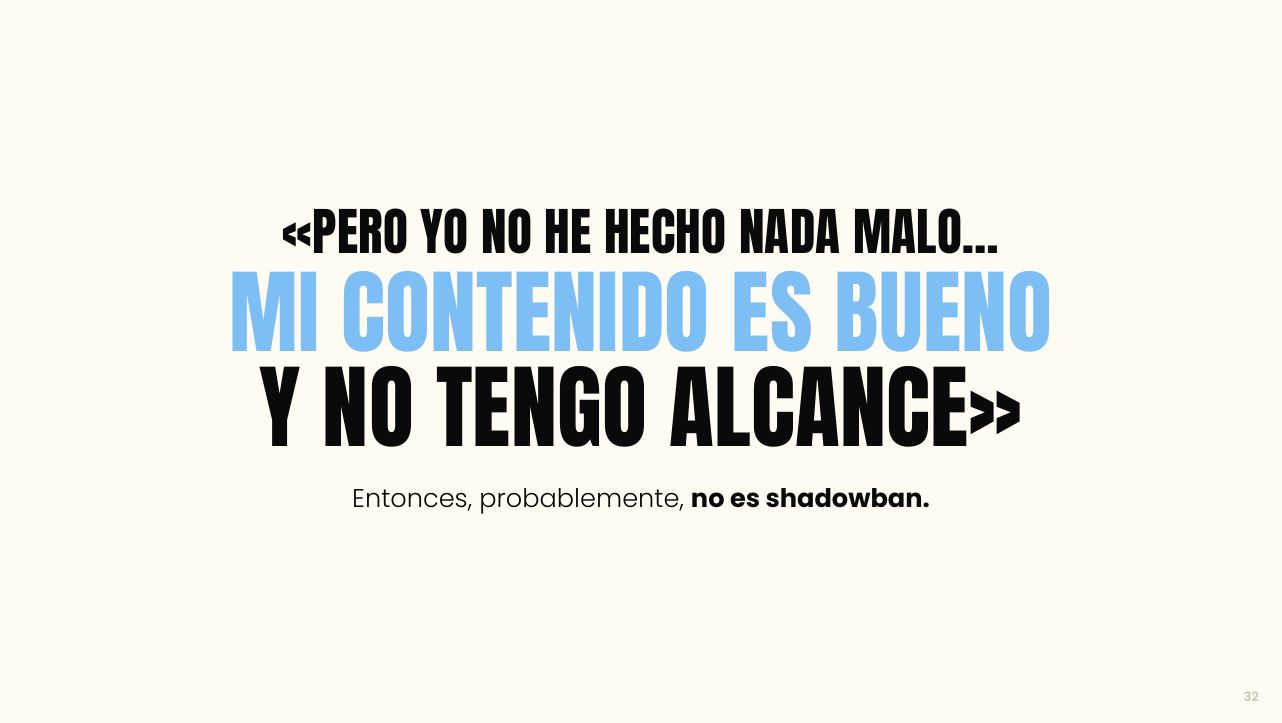 «PERO YO NO HE HECHO NADA MALO...
MI CONTENIDO ES BUENO
Y NO TENGO ALCANCE»
Entonces, probablemente, no es shadowban.
32